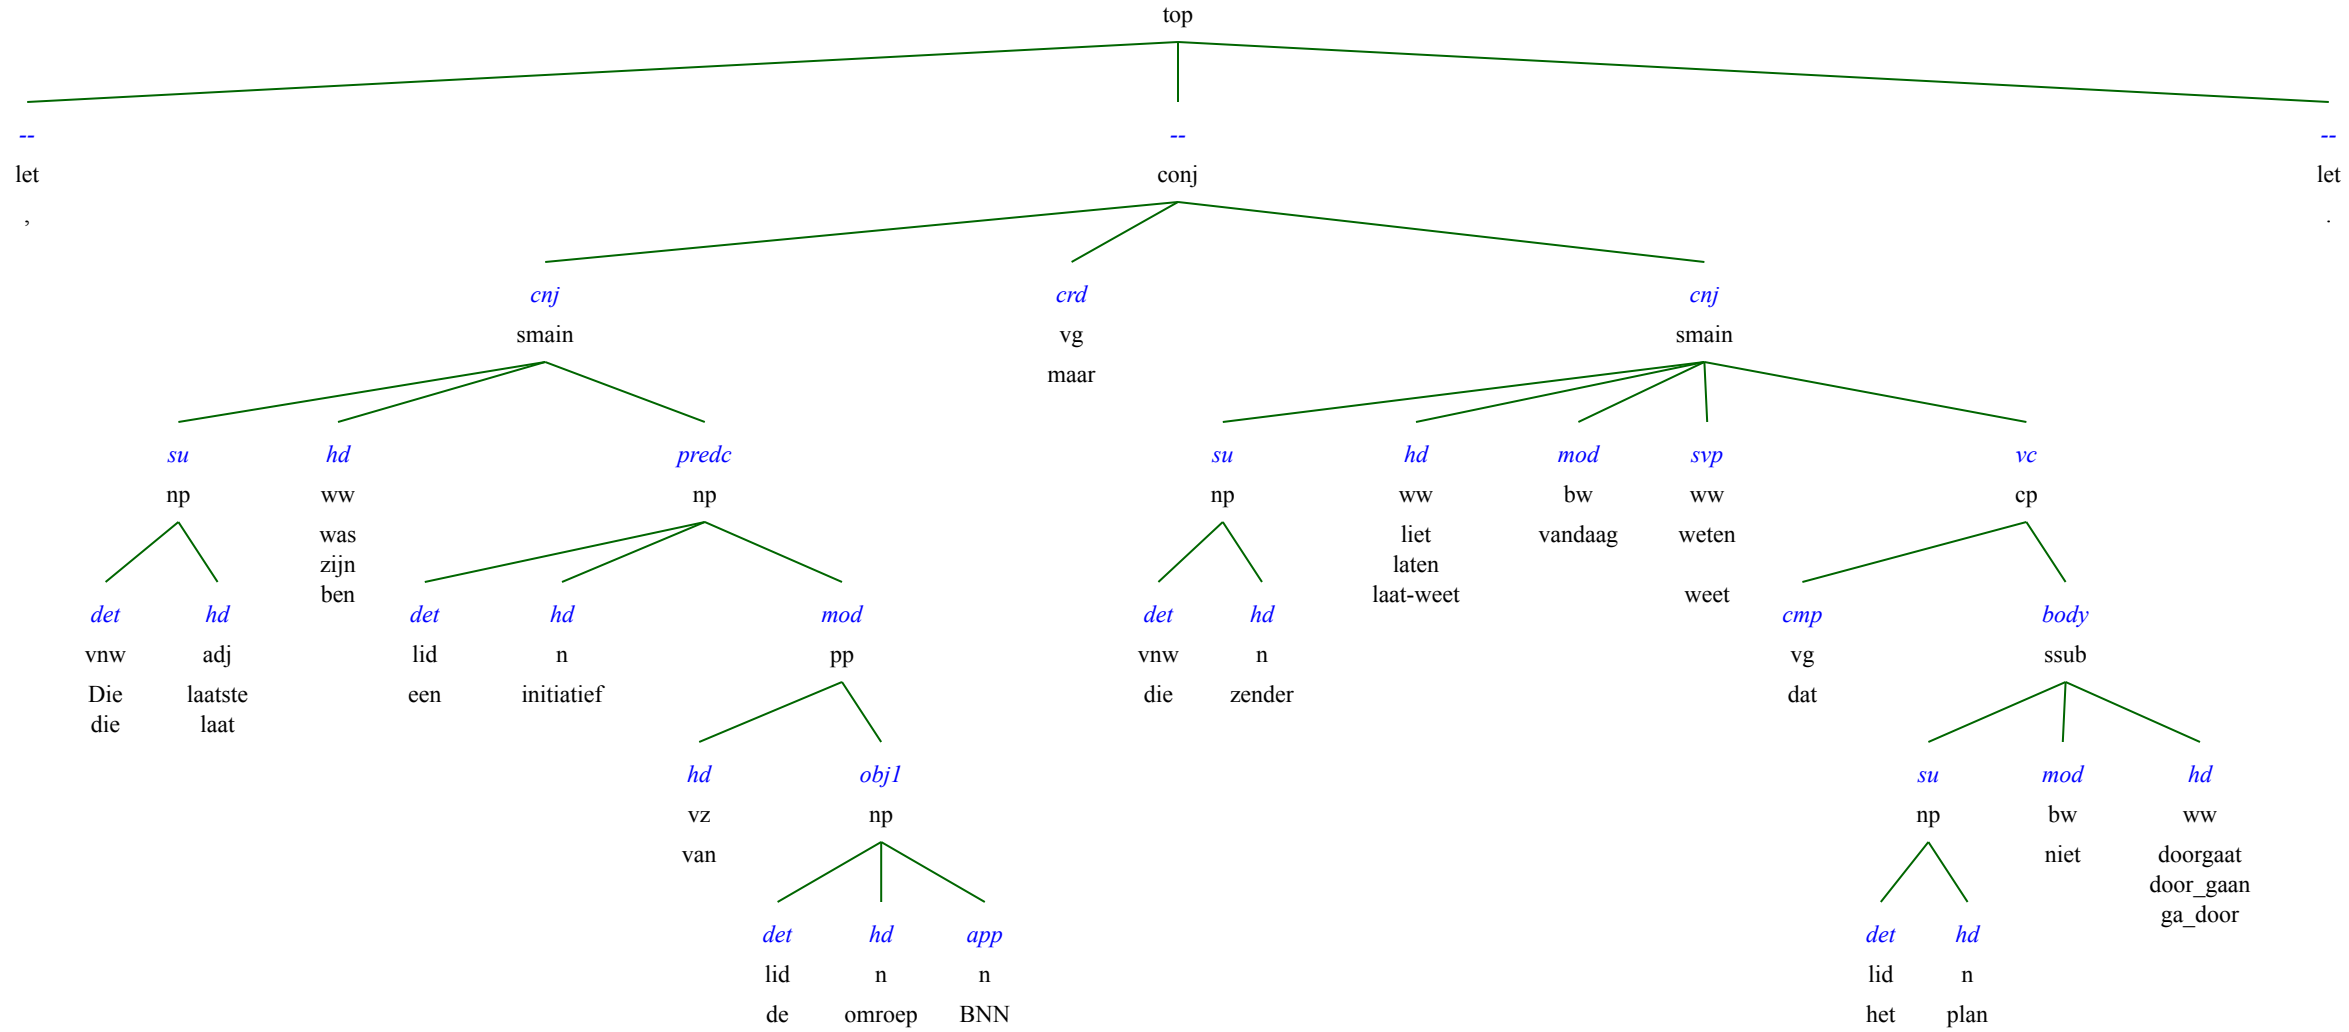 top
-- -- --
let conj let
, .
cnj crd cnj
smain vg smain
maar
su hd predc su hd mod svp vc
np ww np np ww bw ww cp
was liet vandaag weten
zijn laten
ben laat-weet weet
det hd det hd mod det hd cmp body
vnw adj lid n pp vnw n vg ssub
Die laatste een initiatief die zender dat
die laat
hd obj1 su mod hd
vz np np bw ww
van niet doorgaat
door_gaan
ga_door
det hd app det hd
lid n n lid n
de omroep BNN het plan